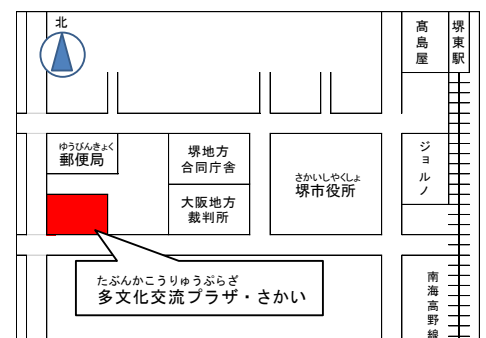 北
髙島屋
堺東駅
ゆうびんきょく
郵便局
堺地方
合同庁舎
さかいしやくしょ
堺市役所
ジョルノ
大阪地方
裁判所
たぶんかこうりゅうぷらざ
多文化交流プラザ・さかい
南海高野線